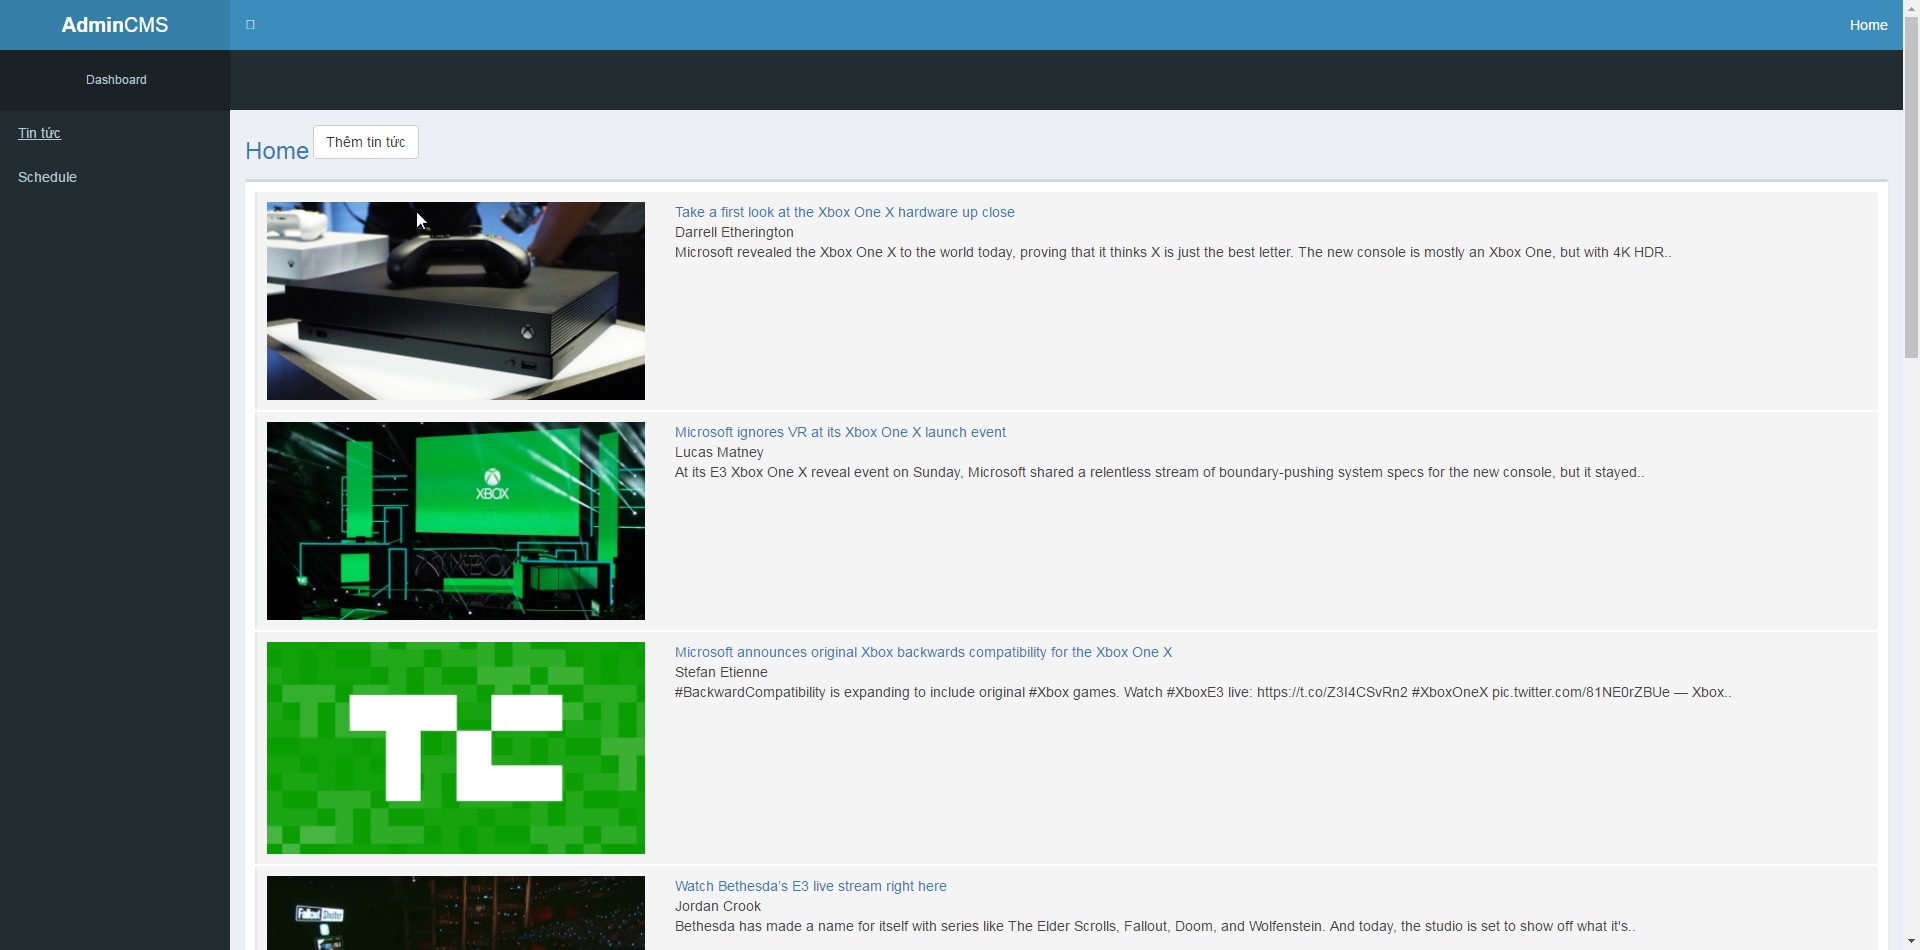 AdminCMS
Home
Dashboard
Tin tức
Schedule
Home
Thêm tin tức
Take a first look at the Xbox One X hardware up close
Darrell Etherington
Microsoft revealed the Xbox One X to the world today, proving that it thinks X is just the best letter. The new console is mostly an Xbox One, but with 4K HDR..
XBOX
Microsoft ignores VR at its Xbox One X launch event
Lucas Matney
At its E3 Xbox One X reveal event on Sunday, Microsoft shared a relentless stream of boundary-pushing system specs for the new console, but it stayed..
TC
Microsoft announces original Xbox backwards compatibility for the Xbox One X
Stefan Etienne
#BackwardCompatibility is expanding to include original #Xbox games. Watch #XboxE3 live: https://t.co/Z3I4CSvRn2 #XboxOneX pic.twitter.com/81NE0rZBUe — Xbox..
Fallout Shelter
Watch Bethesda's E3 live stream right here
Jordan Crook
Bethesda has made a name for itself with series like The Elder Scrolls, Fallout, Doom, and Wolfenstein. And today, the studio is set to show off what it's..